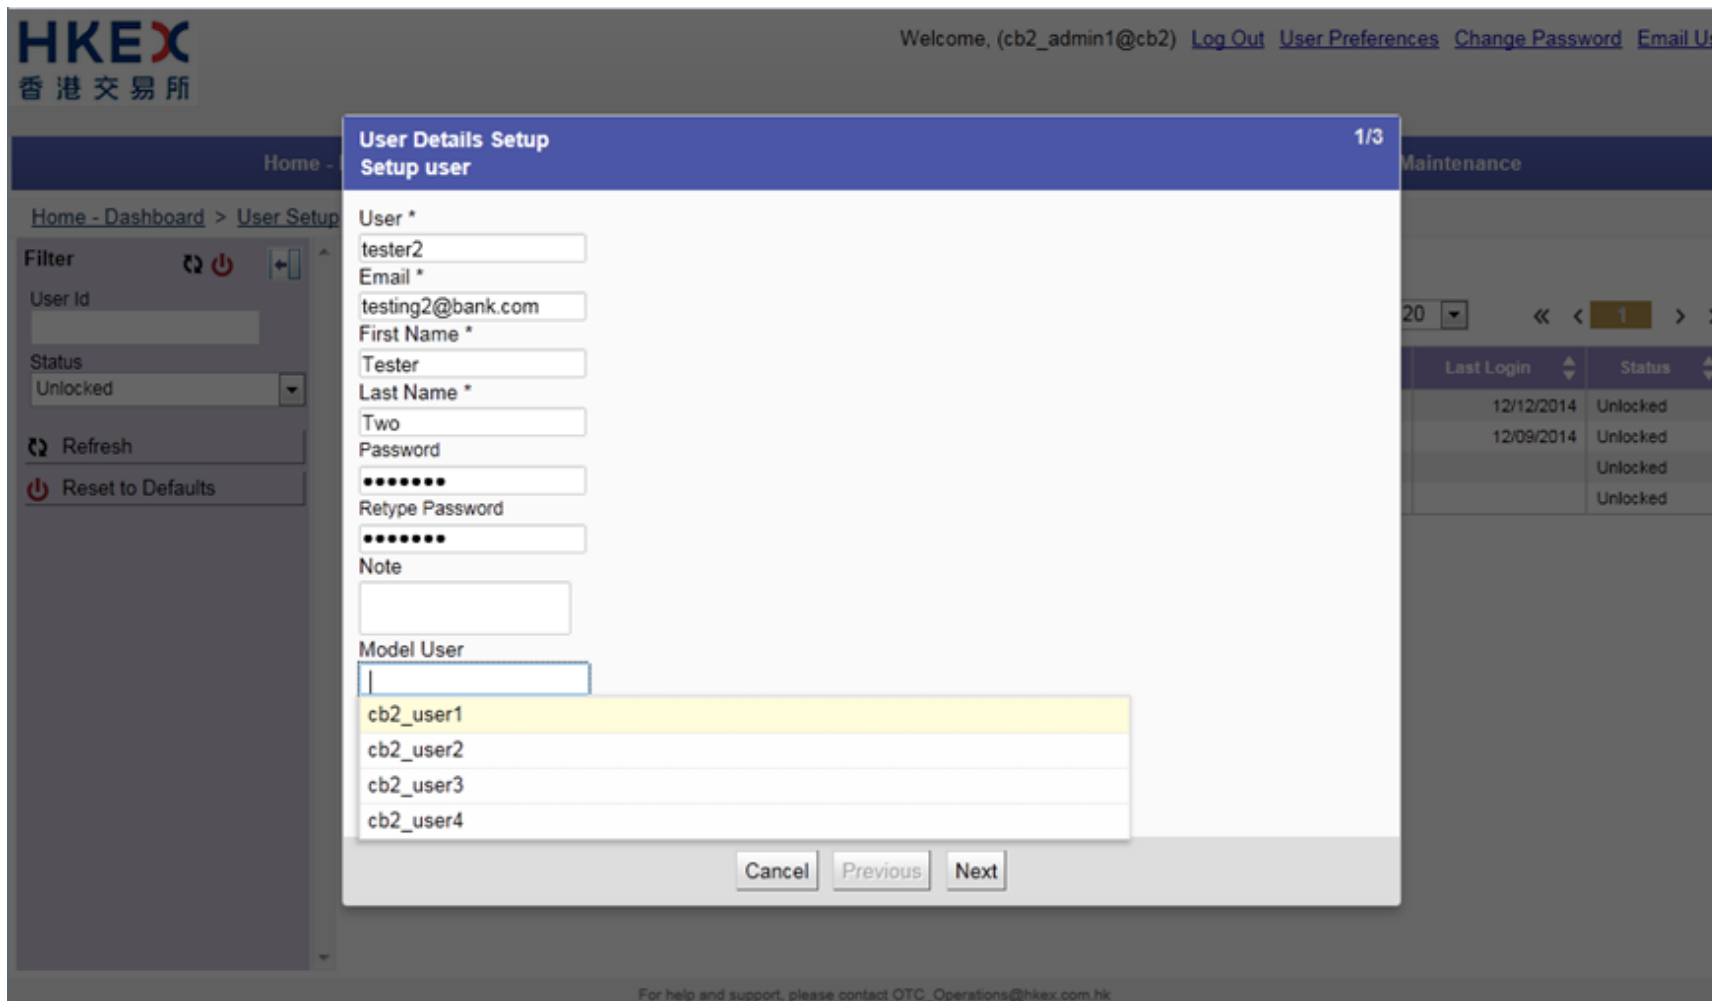 HKEX
香港交易所
Welcome, (cb2_admin1@cb2) Log Out User Preferences Change Password Email
Home - Maintenance
Home - Dashboard > User Setup
Filter
User Id
Status
Unlocked
Refresh
Reset to Defaults
User Details Setup 1/3
Setup user
User *
tester2
Email *
testing2@bank.com
First Name *
Tester
Last Name *
Two
Password
•••••••
Retype Password
•••••••
Note
Model User
cb2_user1
cb2_user2
cb2_user3
cb2_user4
Cancel Previous Next
20 « < 1 >
Last Login Status
12/12/2014 Unlocked
12/09/2014 Unlocked
Unlocked
Unlocked
For help and support, please contact OTC_Operations@hkex.com.hk